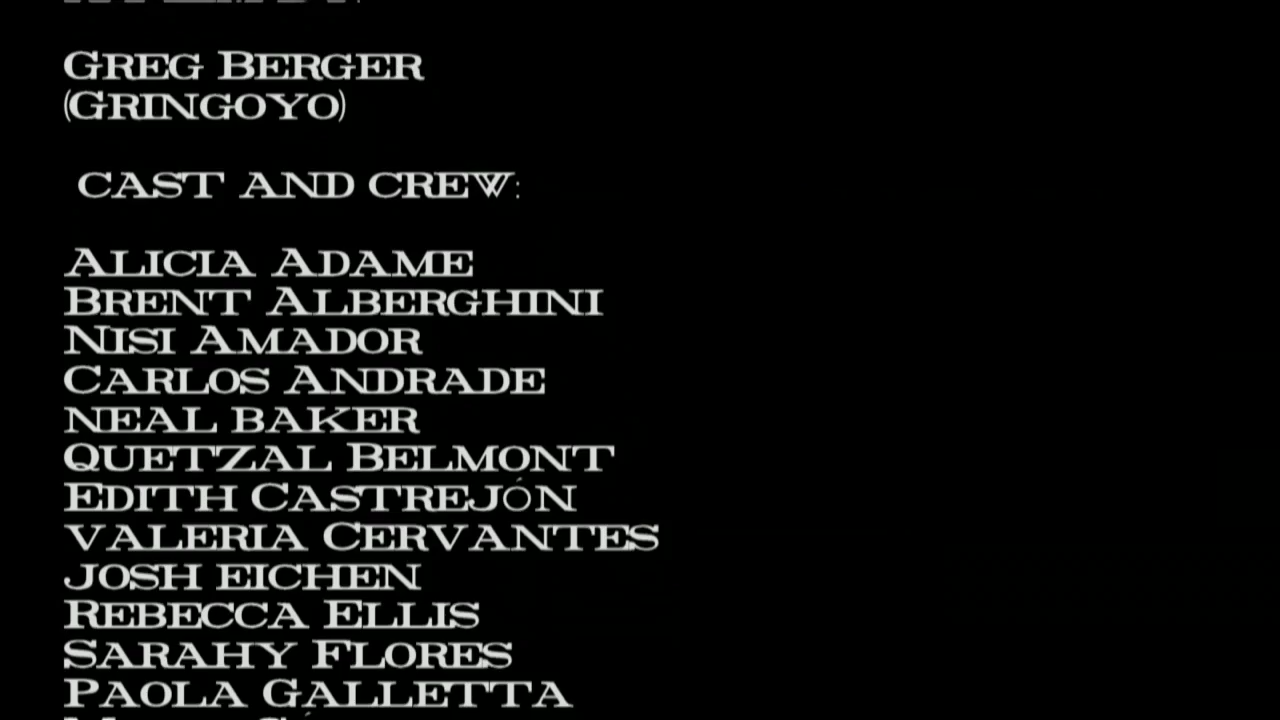 Greg Berger
(Gringoyo)
CAST AND CREW:
Alicia Adame
Brent Alberghini
Nisi Amador
Carlos Andrade
NEAL BAKER
Quetzal Belmont
Edith Castrejón
Valeria Cervantes
Josh Eichen
Rebecca Ellis
Sarahy Flores
Paola Galletta